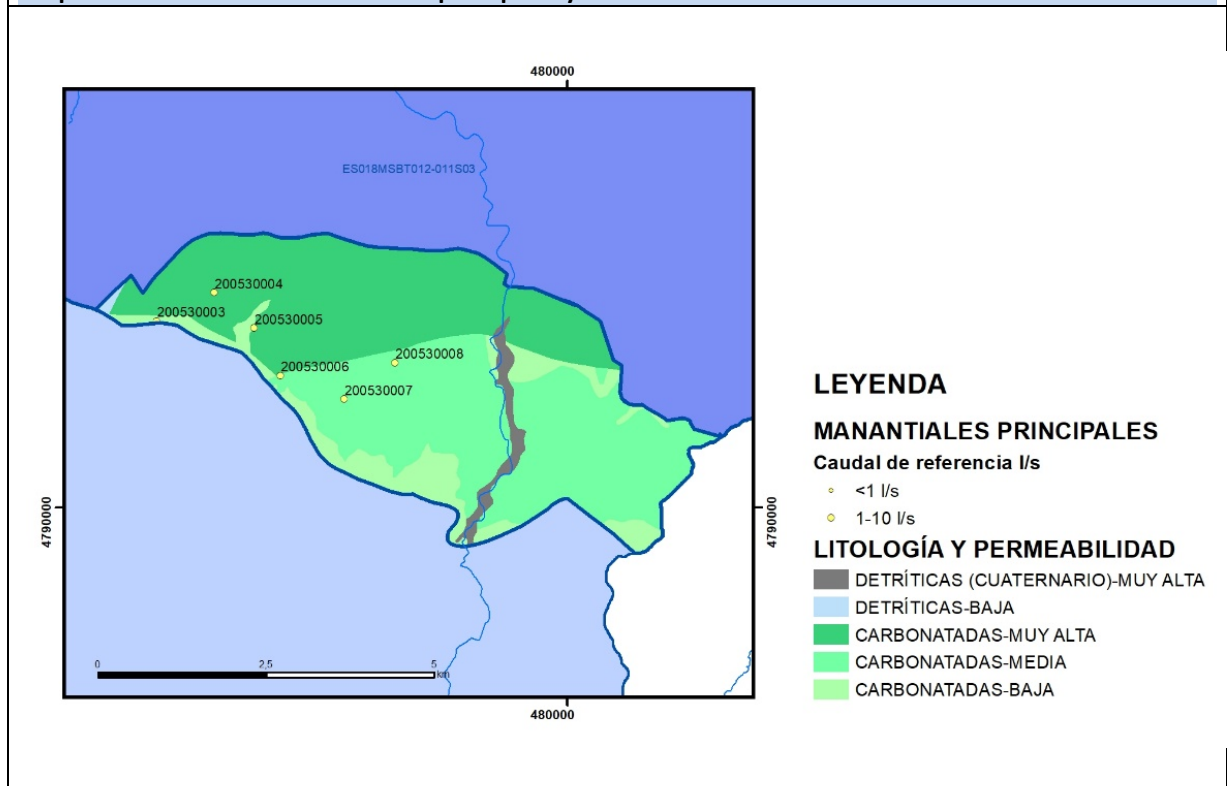 480000
ES018MSBT012-011S03
200530004
200530003
200530005
200530006
200530008
200530007
4790000
4790000
0
2,5
5
km
480000
LEYENDA
MANANTIALES PRINCIPALES
Caudal de referencia l/s
<1 l/s
1-10 l/s
LITOLOGÍA Y PERMEABILIDAD
DETRÍTICAS (CUATERNARIO)-MUY ALTA
DETRÍTICAS-BAJA
CARBONATADAS-MUY ALTA
CARBONATADAS-MEDIA
CARBONATADAS-BAJA